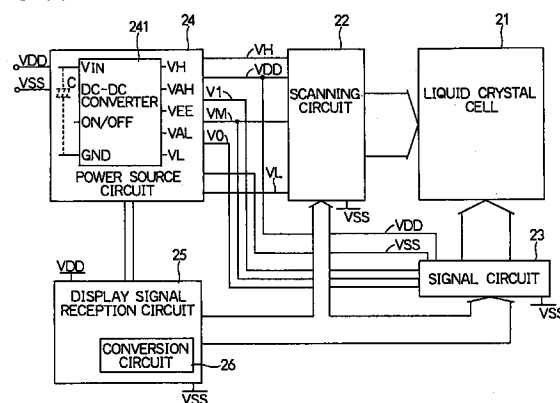 241
24
22
21
VDD
VSS
C
VIN
DC-DC
CONVERTER
ON/OFF
GND
VH
VAH
VEE
VAL
VL
POWER SOURCE
CIRCUIT
VH
VDD
V1
VM
V0
VL
SCANNING
CIRCUIT
VSS
LIQUID CRYSTAL
CELL
VDD
VSS
23
SIGNAL CIRCUIT
VSS
VDD
25
DISPLAY SIGNAL
RECEPTION CIRCUIT
CONVERSION
CIRCUIT
26
VSS